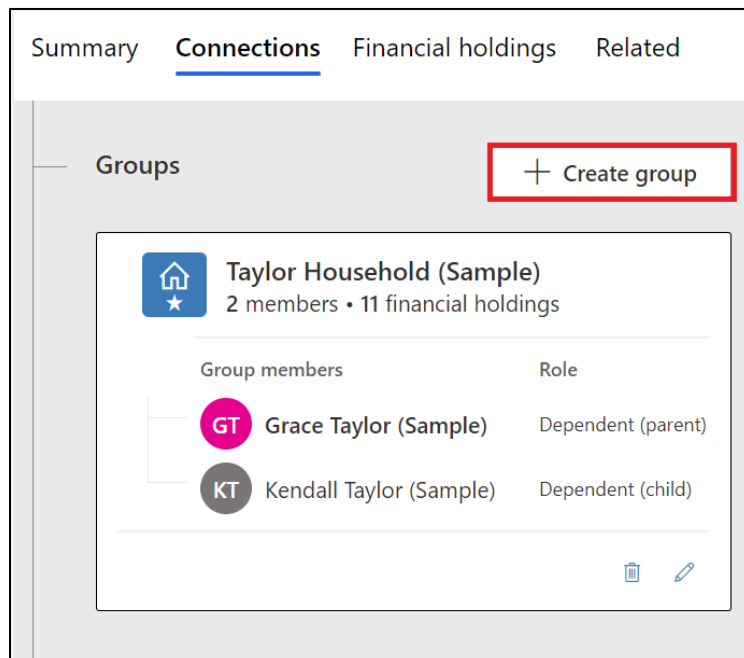 Summary Connections Financial holdings Related
Groups
+ Create group
Taylor Household (Sample)
2 members • 11 financial holdings
Group members Role
GT Grace Taylor (Sample) Dependent (parent)
KT Kendall Taylor (Sample) Dependent (child)